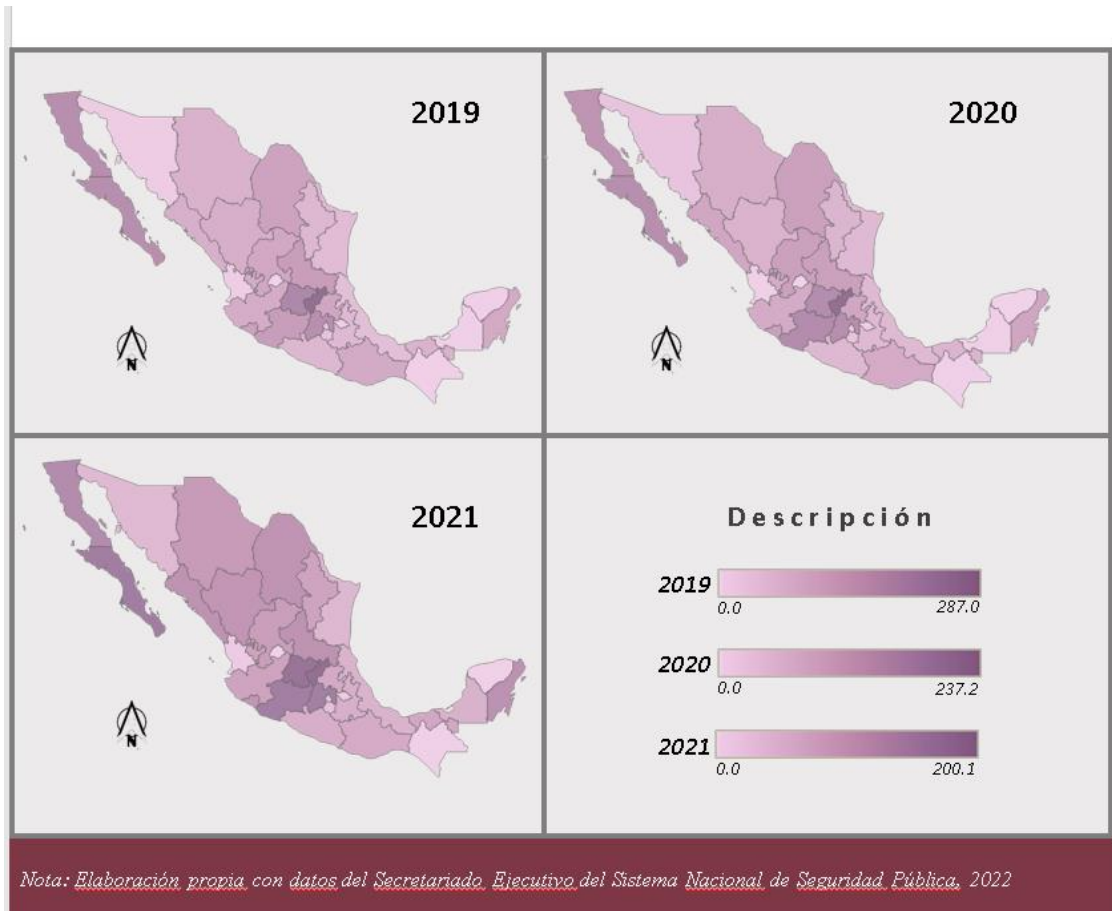 2019
2020
N
N
2021
N
Descripción
2019
0.0
287.0
2020
0.0
237.2
2021
0.0
200.1
Nota: Elaboración propia con datos del Secretariado Ejecutivo del Sistema Nacional de Seguridad Pública, 2022